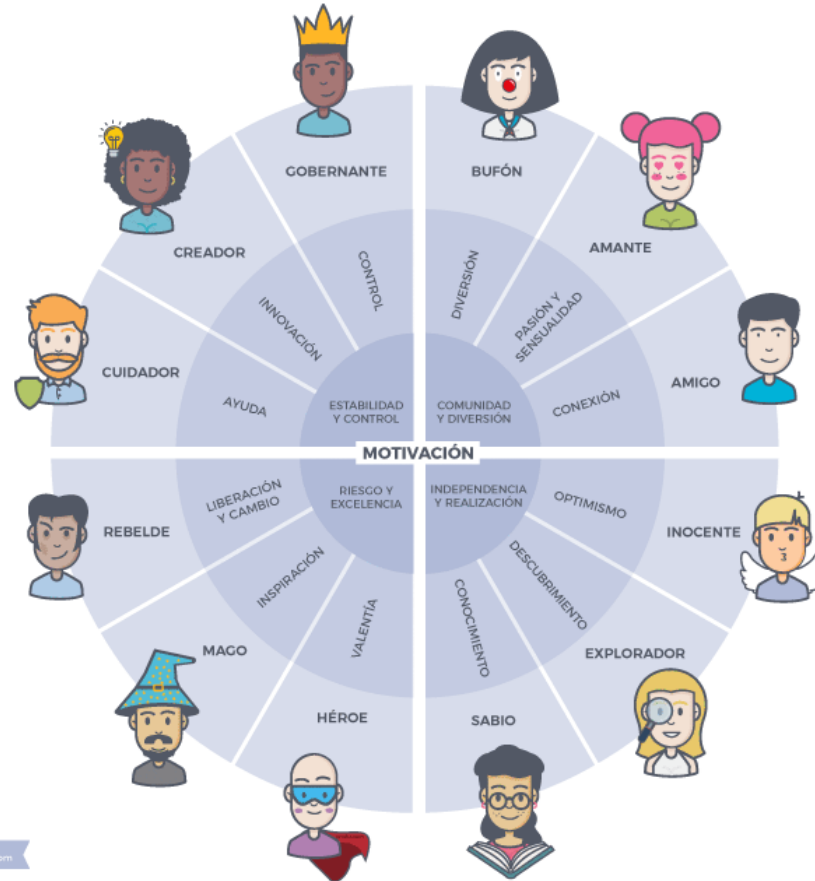 GOBERNANTE
BUFÓN
CREADOR
AMANTE
CUIDADOR
AMIGO
CONTROL
DIVERSIÓN
INNOVACIÓN
PASIÓN Y
SENSUALIDAD
AYUDA
CONEXIÓN
ESTABILIDAD
Y CONTROL
COMUNIDAD
Y DIVERSIÓN
MOTIVACIÓN
RIESGO Y
EXCELENCIA
INDEPENDENCIA
Y REALIZACIÓN
LIBERACIÓN
Y CAMBIO
OPTIMISMO
INSPIRACIÓN
DESCUBRIMIENTO
VALENTÍA
CONOCIMIENTO
REBELDE
INOCENTE
MAGO
EXPLORADOR
HÉROE
SABIO
om